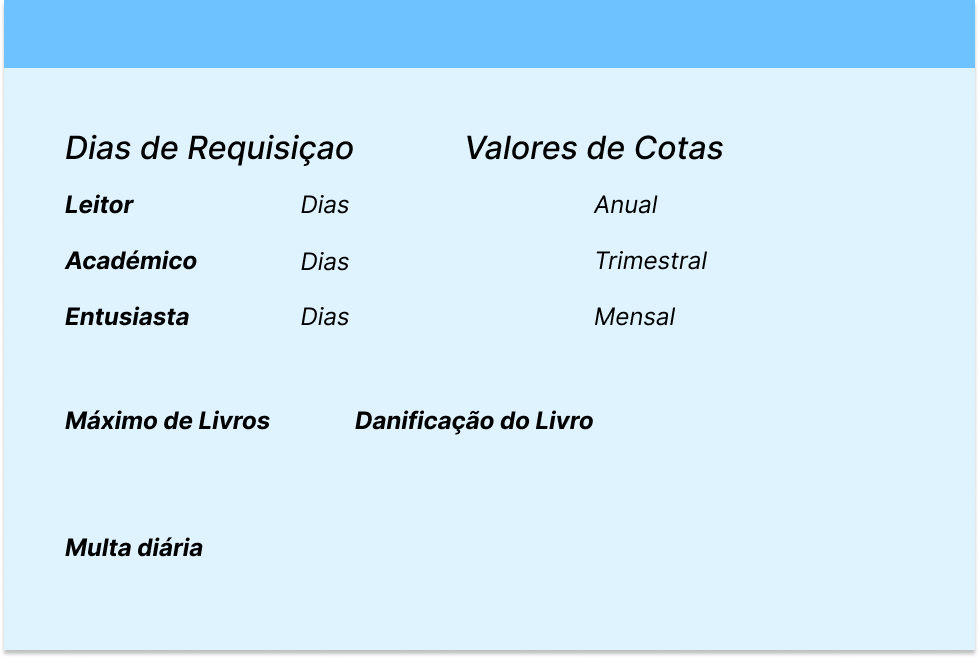 Dias de Requisiçao Valores de Cotas
Leitor Dias Anual
Académico Dias Trimestral
Entusiasta Dias Mensal
Máximo de Livros Danificação do Livro
Multa diária